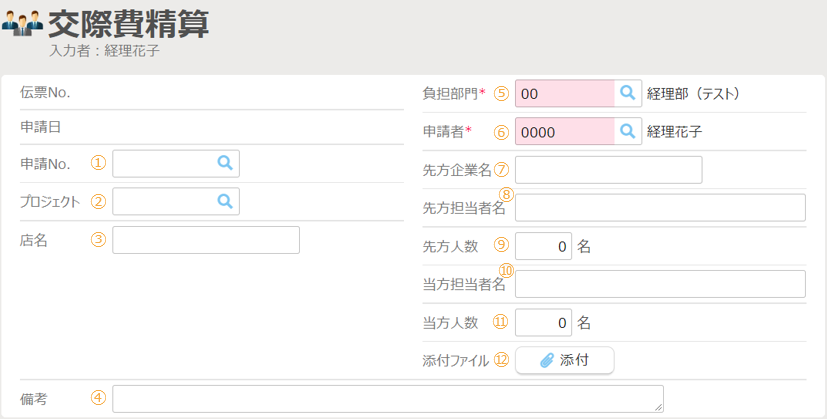 交際費精算
入力者：経理花子
伝票No.
申請日
申請No. ①
プロジェクト ②
店名 ③
負担部門* ⑤ 00 経理部（テスト）
申請者* ⑥ 0000 経理花子
先方企業名 ⑦
先方担当者名 ⑧
先方人数 ⑨ 0 名
当方担当者名 ⑩
当方人数 ⑪ 0 名
添付ファイル ⑫ 添付
備考 ④